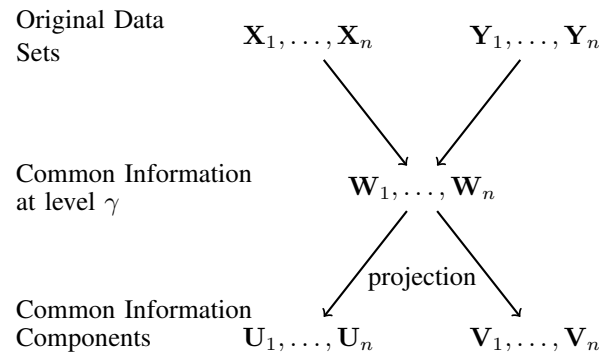 Original Data
Sets
X₁, . . . , Xₙ
Y₁, . . . , Yₙ
Common Information
at level γ
W₁, . . . , Wₙ
projection
Common Information
Components
U₁, . . . , Uₙ
V₁, . . . , Vₙ